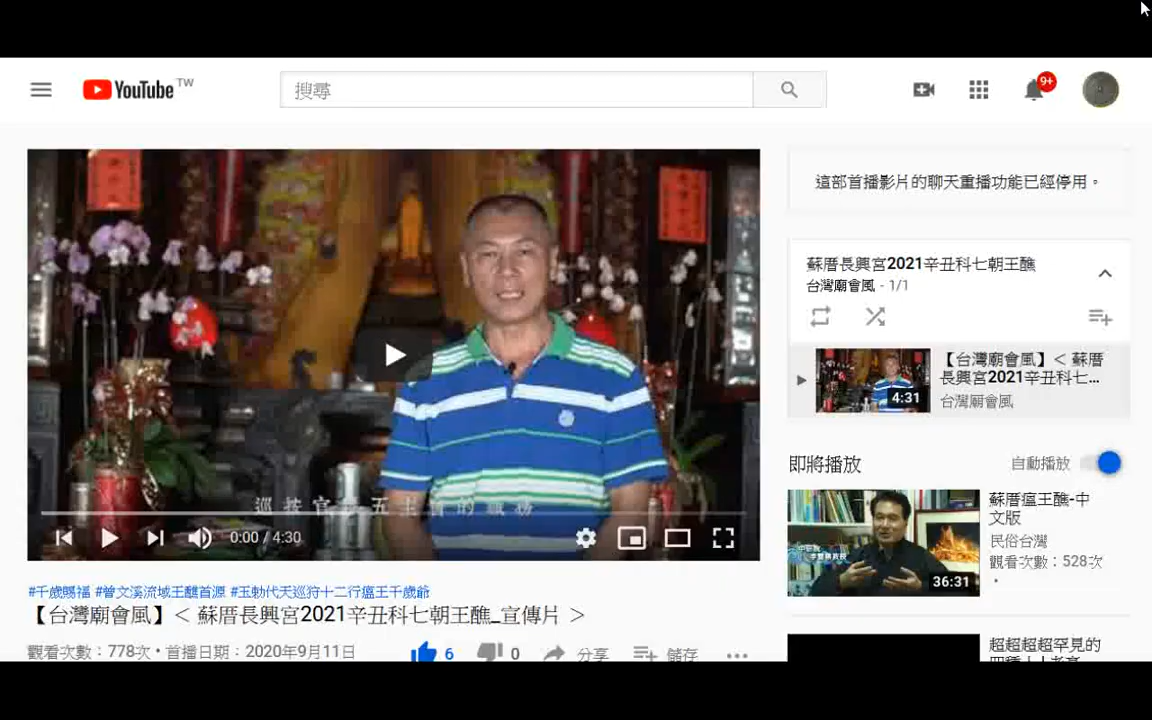 YouTube TW
搜尋
9+
巡按官 五主會的職務
0:00 / 4:30
#千歲賜福 #曾文溪流域王醮首源 #玉勅代天巡狩十二行瘟王千歲爺
【台灣廟會風】＜ 蘇厝長興宮2021辛丑科七朝王醮_宣傳片 ＞
觀看次數：778次 • 首播日期：2020年9月11日
6
0
分享
儲存
這部首播影片的聊天重播功能已經停用。
蘇厝長興宮2021辛丑科七朝王醮
台灣廟會風 - 1/1
【台灣廟會風】＜ 蘇厝
長興宮2021辛丑科七...
4:31
台灣廟會風
即將播放
自動播放
蘇厝瘟王醮-中
文版
民俗台灣
觀看次數：528次
36:31
超超超超罕見的